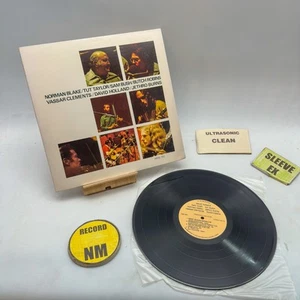 NORMAN BLAKE/TUT TAYLOR/SAM BUSH/BUTCH ROBINS
VASSAR CLEMENTS/DAVID HOLLAND/JETHRO BURNS
ULTRASONIC
CLEAN
SLEEVE
EX
RECORD
NM